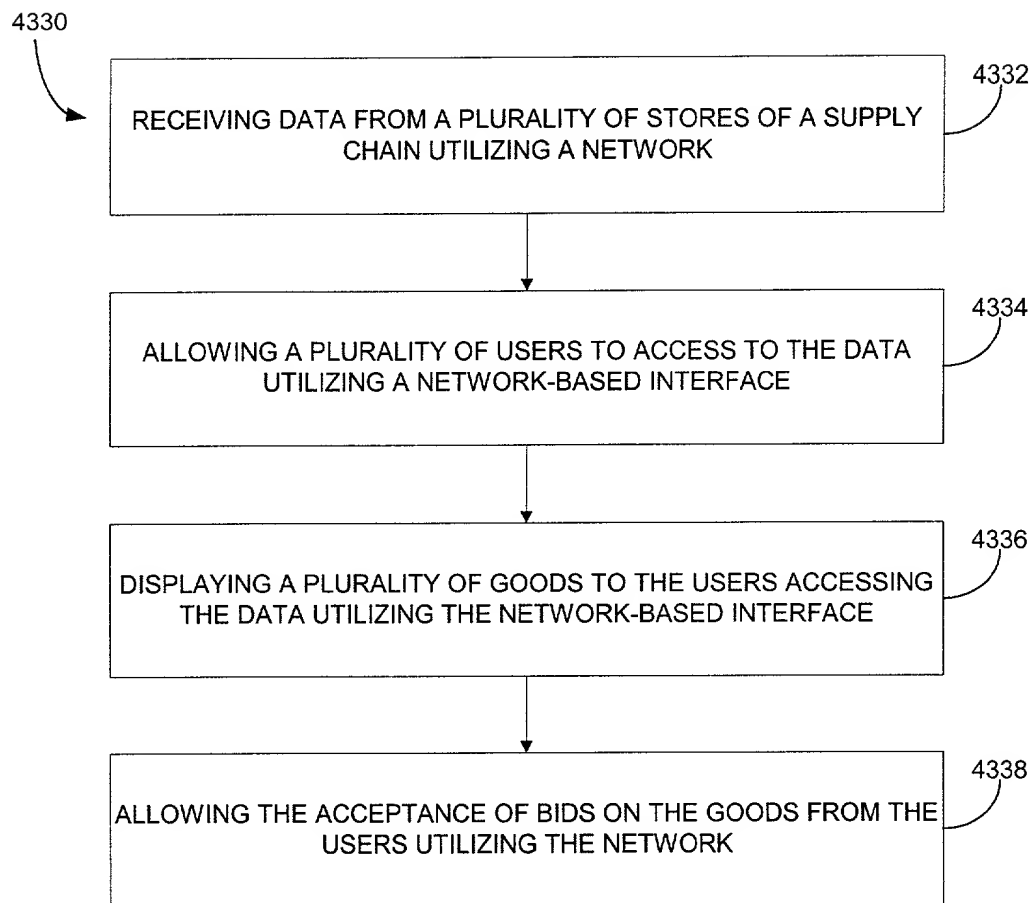 4330
4332
RECEIVING DATA FROM A PLURALITY OF STORES OF A SUPPLY
CHAIN UTILIZING A NETWORK
4334
ALLOWING A PLURALITY OF USERS TO ACCESS TO THE DATA
UTILIZING A NETWORK-BASED INTERFACE
4336
DISPLAYING A PLURALITY OF GOODS TO THE USERS ACCESSING
THE DATA UTILIZING THE NETWORK-BASED INTERFACE
4338
ALLOWING THE ACCEPTANCE OF BIDS ON THE GOODS FROM THE
USERS UTILIZING THE NETWORK